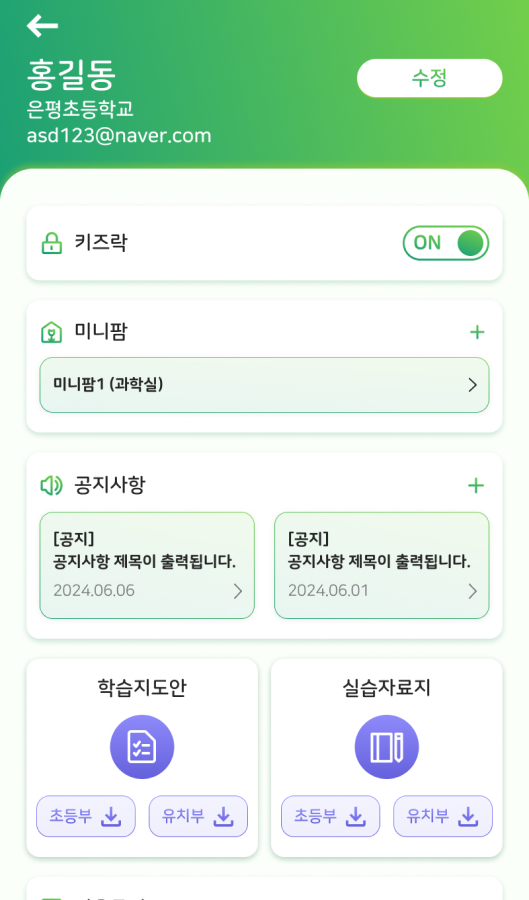 홍길동
수정
은평초등학교
asd123@naver.com
키즈락
ON
미니팜
미니팜1 (과학실)
공지사항
[공지]
공지사항 제목이 출력됩니다.
2024.06.06
[공지]
공지사항 제목이 출력됩니다.
2024.06.01
학습지도안
초등부
유치부
실습자료지
초등부
유치부